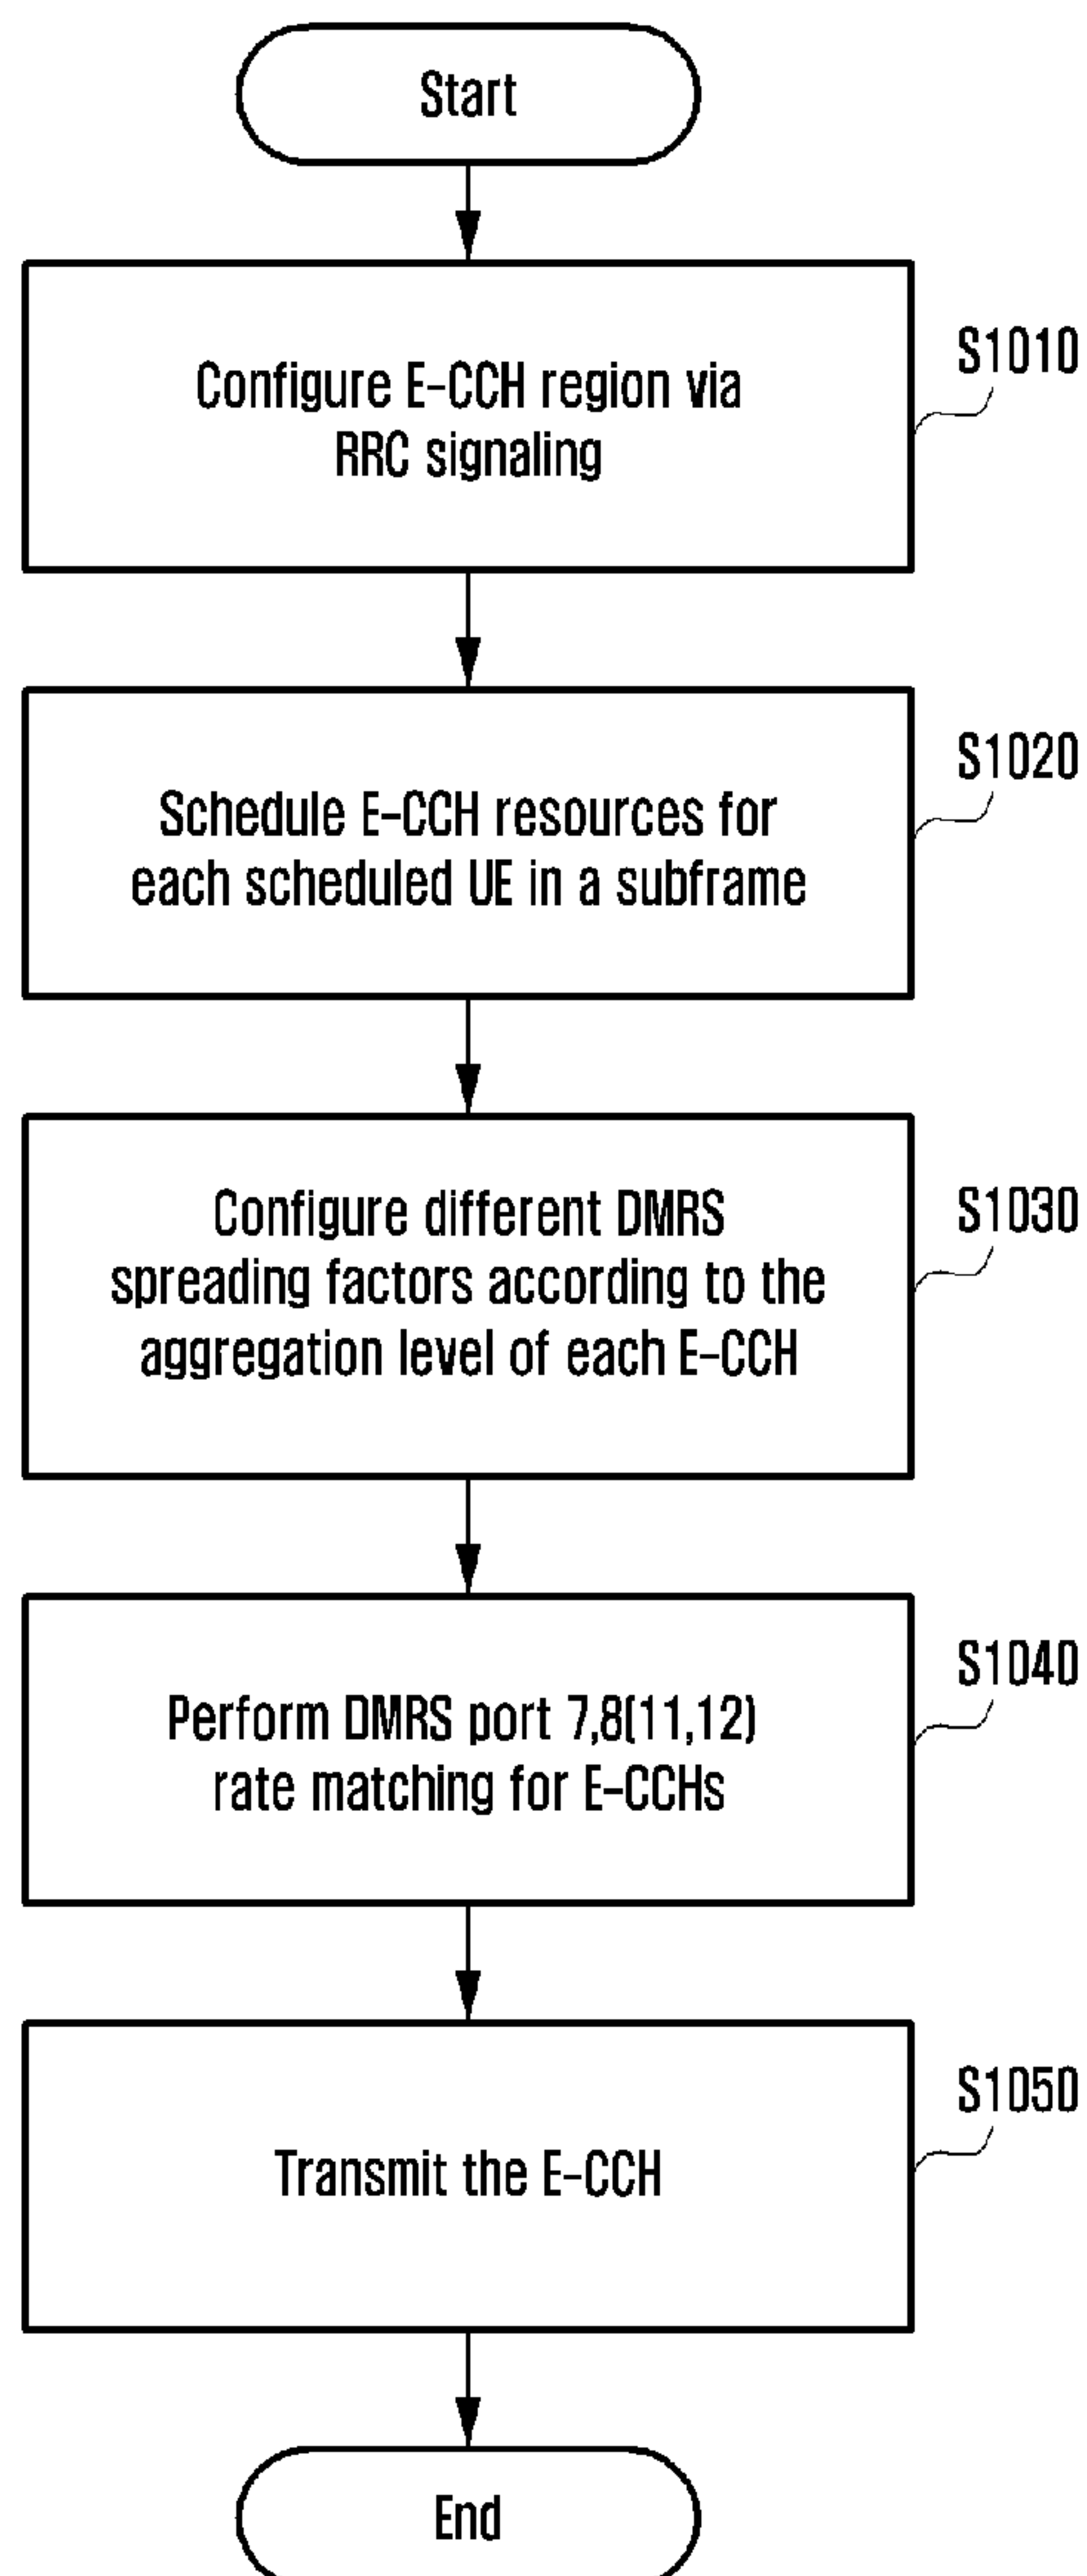 Start
Configure E-CCH region via
RRC signaling
S1010
Schedule E-CCH resources for
each scheduled UE in a subframe
S1020
Configure different DMRS
spreading factors according to the
aggregation level of each E-CCH
S1030
Perform DMRS port 7,8(11,12)
rate matching for E-CCHs
S1040
Transmit the E-CCH
S1050
End